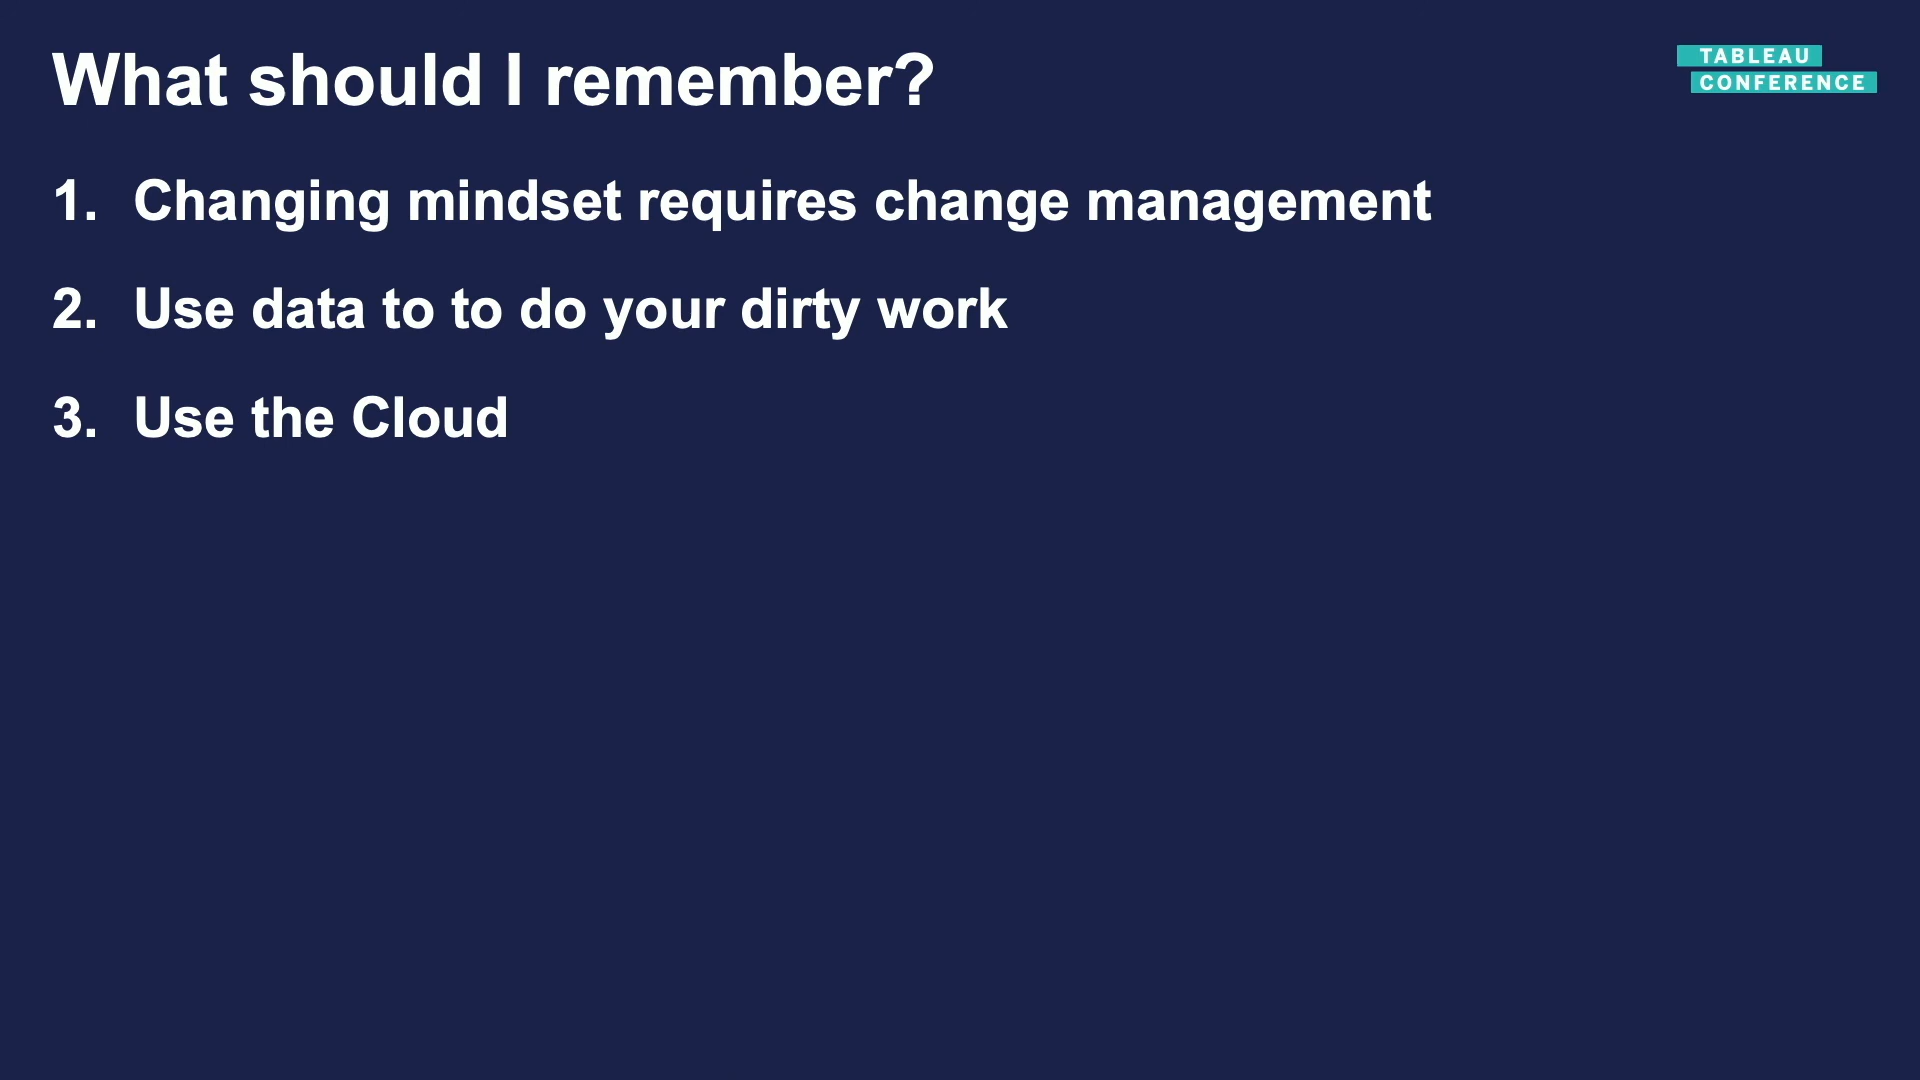 What should I remember?
TABLEAU
CONFERENCE
1. Changing mindset requires change management
2. Use data to to do your dirty work
3. Use the Cloud